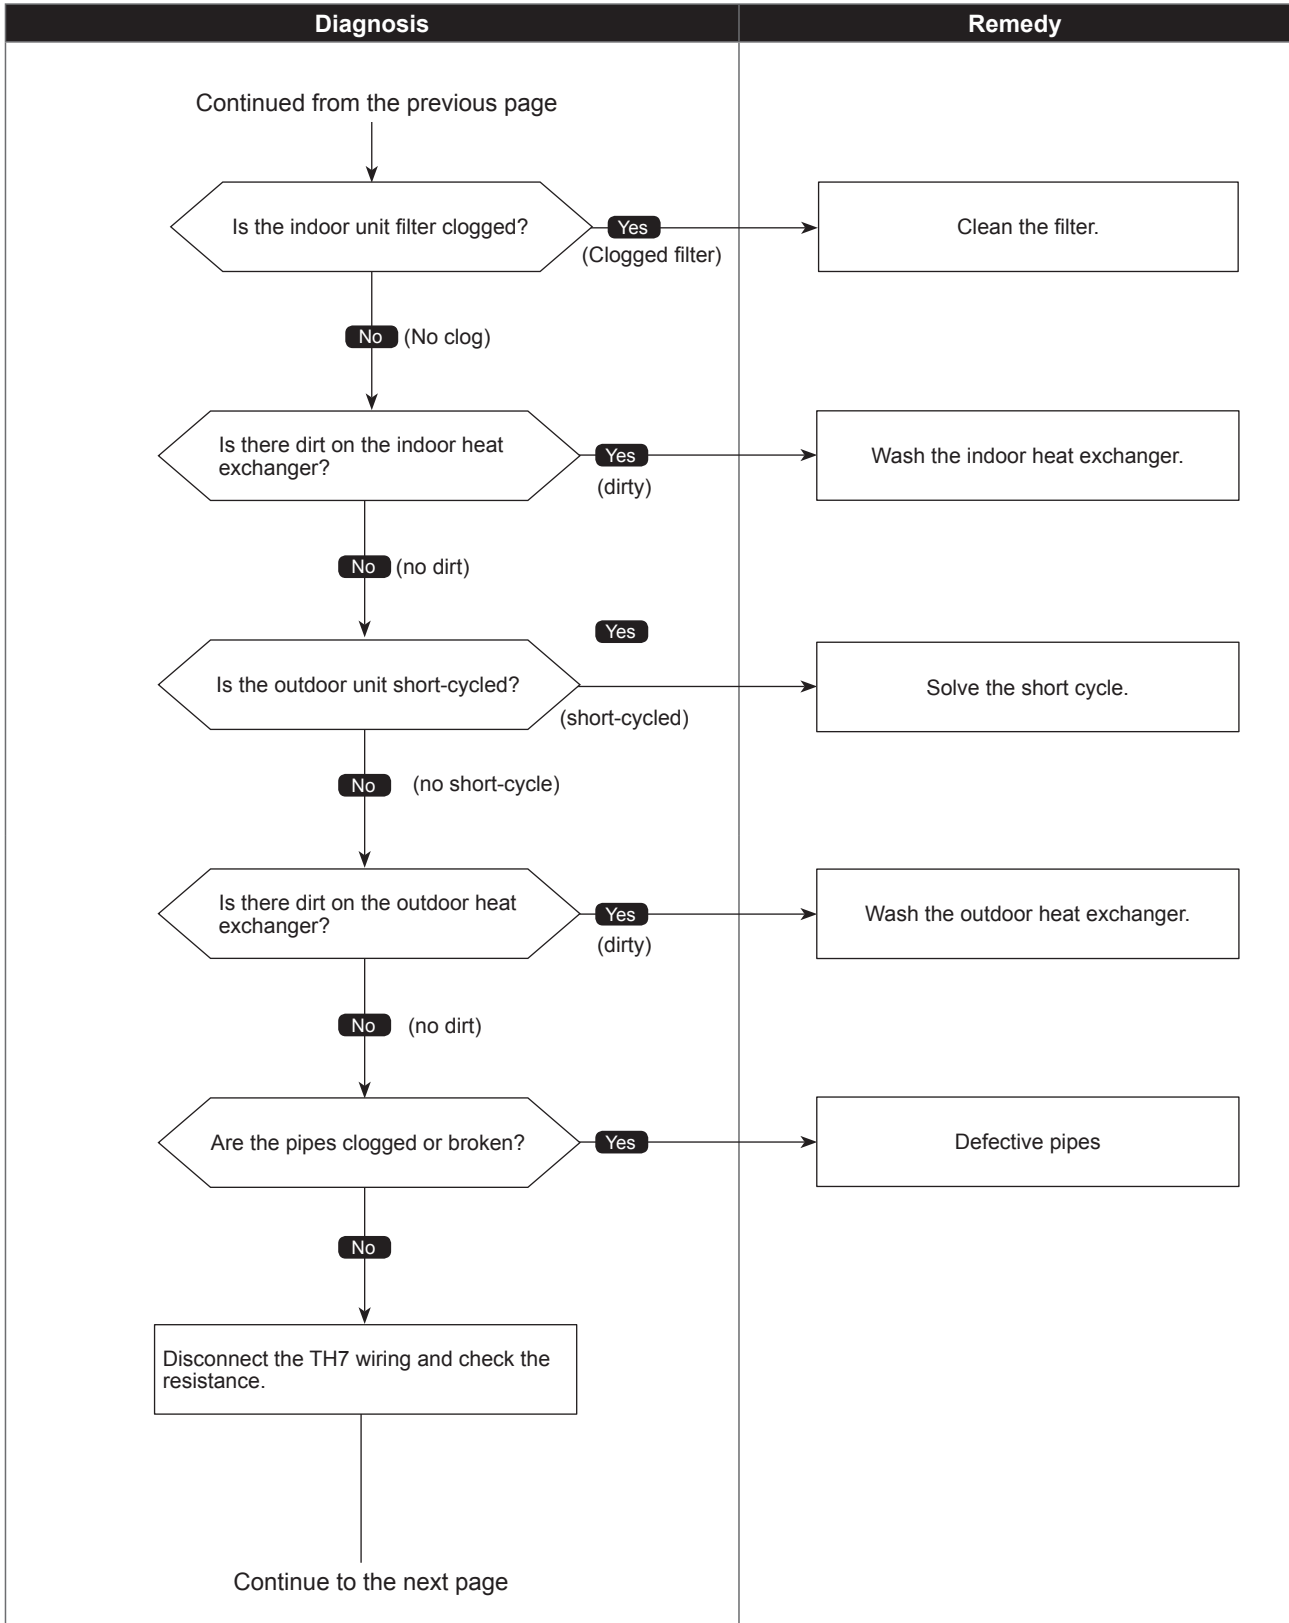 Diagnosis
Remedy
Continued from the previous page
Is the indoor unit filter clogged?
Yes
(Clogged filter)
Clean the filter.
No (No clog)
Is there dirt on the indoor heat
exchanger?
Yes
(dirty)
Wash the indoor heat exchanger.
No (no dirt)
Is the outdoor unit short-cycled?
Yes
(short-cycled)
Solve the short cycle.
No (no short-cycle)
Is there dirt on the outdoor heat
exchanger?
Yes
(dirty)
Wash the outdoor heat exchanger.
No (no dirt)
Are the pipes clogged or broken?
Yes
Defective pipes
No
Disconnect the TH7 wiring and check the
resistance.
Continue to the next page